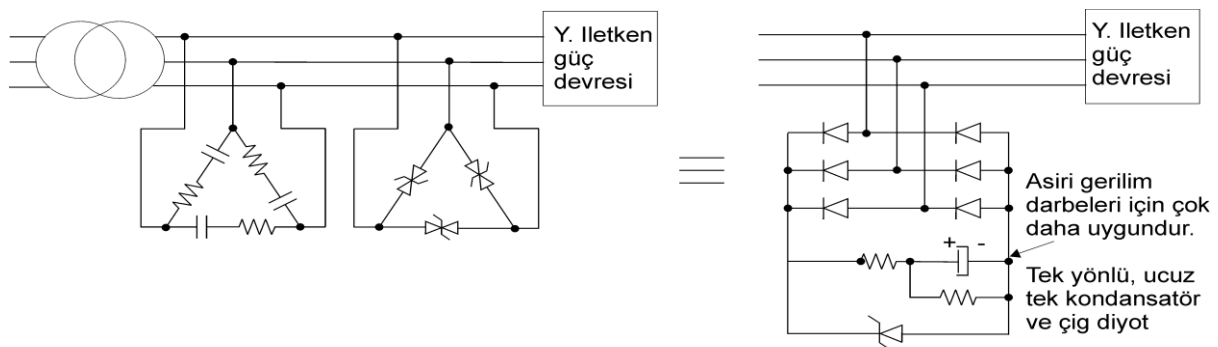 Y. Iletken
güç
devresi
Y. Iletken
güç
devresi
Asiri gerilim
darbeleri için çok
daha uygundur.
+ -
Tek yönlü, ucuz
tek kondansatör
ve çig diyot